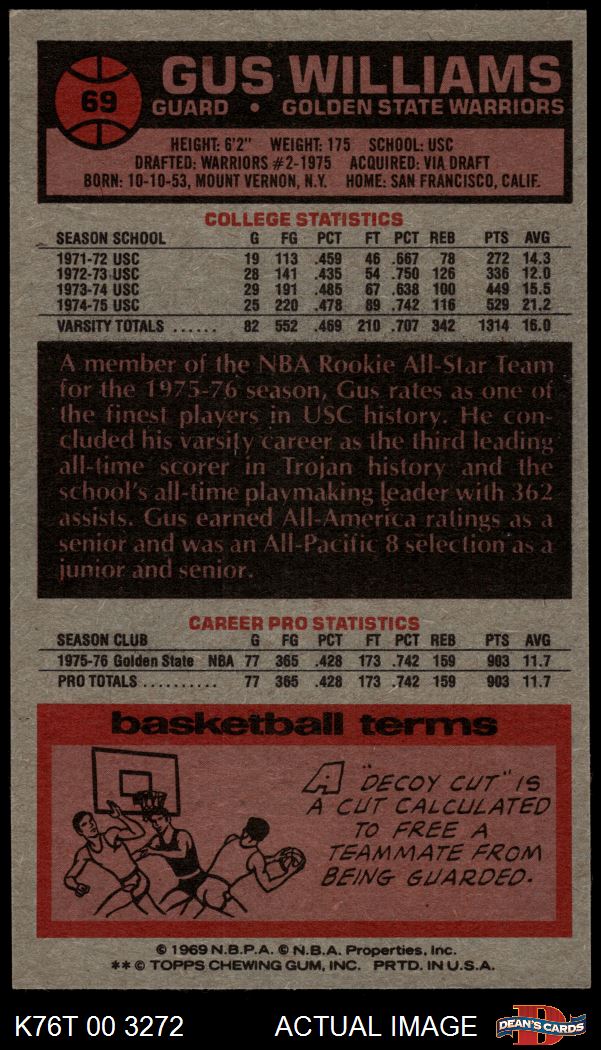 69
GUS WILLIAMS
GUARD • GOLDEN STATE WARRIORS
HEIGHT: 6'2" WEIGHT: 175 SCHOOL: USC
DRAFTED: WARRIORS #2-1975 ACQUIRED: VIA DRAFT
BORN: 10-10-53, MOUNT VERNON, N.Y. HOME: SAN FRANCISCO, CALIF.
COLLEGE STATISTICS
SEASON SCHOOL G FG PCT FT PCT REB PTS AVG
1971-72 USC 19 113 .459 46 .667 78 272 14.3
1972-73 USC 28 141 .435 54 .750 126 336 12.0
1973-74 USC 29 191 .485 67 .638 100 449 15.5
1974-75 USC 25 220 .478 89 .742 116 529 21.2
VARSITY TOTALS ...... 82 552 .469 210 .707 342 1314 16.0
A member of the NBA Rookie All-Star Team
for the 1975-76 season, Gus rates as one of
the finest players in USC history. He con-
cluded his varsity career as the third leading
all-time scorer in Trojan history and the
school's all-time playmaking leader with 362
assists. Gus earned All-America ratings as a
senior and was an All-Pacific 8 selection as a
junior and senior.
CAREER PRO STATISTICS
SEASON CLUB G FG PCT FT PCT REB PTS AVG
1975-76 Golden State NBA 77 365 .428 173 .742 159 903 11.7
PRO TOTALS .......... 77 365 .428 173 .742 159 903 11.7
basketball terms
A "DECOY CUT" IS
A CUT CALCULATED
TO FREE A
TEAMMATE FROM
BEING GUARDED.
© 1969 N.B.P.A. © N.B.A. Properties, Inc.
** © TOPPS CHEWING GUM, INC. PRTD. IN U.S.A.
K76T 00 3272 ACTUAL IMAGE D DEAN'S CARDS